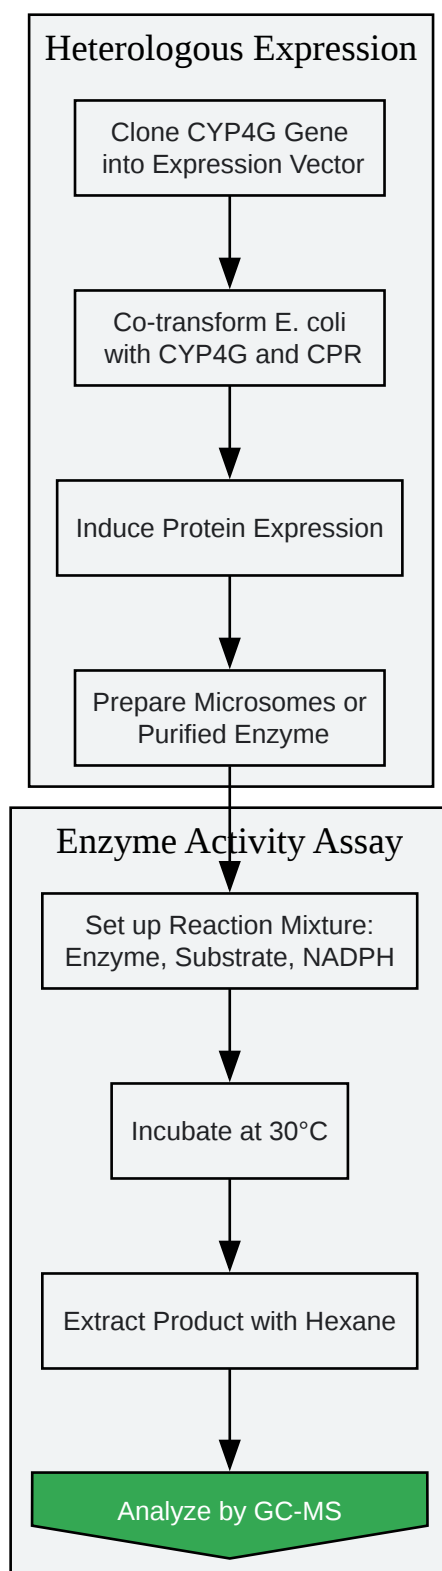 Heterologous Expression
Clone CYP4G Gene
into Expression Vector
Co-transform E. coli
with CYP4G and CPR
Induce Protein Expression
Prepare Microsomes or
Purified Enzyme
Enzyme Activity Assay
Set up Reaction Mixture:
Enzyme, Substrate, NADPH
Incubate at 30°C
Extract Product with Hexane
Analyze by GC-MS